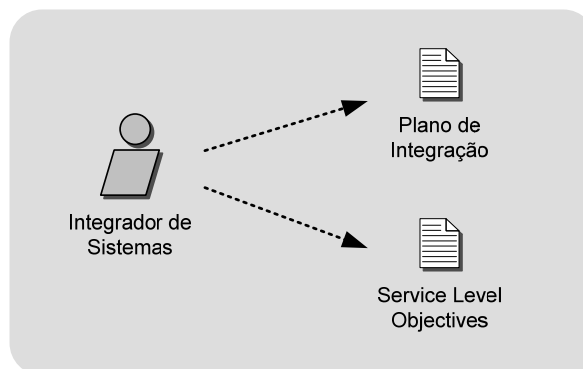 Integrador de
Sistemas
Plano de
Integração
Service Level
Objectives